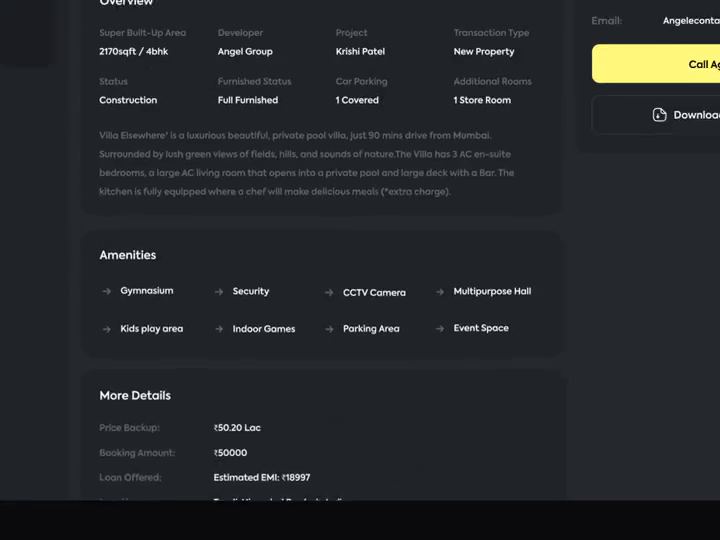 Overview
Super Built-Up Area Developer Project Transaction Type
2170sqft / 4bhk Angel Group Krishi Patel New Property
Status Furnished Status Car Parking Additional Rooms
Construction Full Furnished 1 Covered 1 Store Room
Villa Elsewhere' is a luxurious beautiful, private pool villa, just 90 mins drive from Mumbai.
Surrounded by lush green views of fields, hills, and sounds of nature.The Villa has 3 AC en-suite
bedrooms, a large AC living room that opens into a private pool and large deck with a Bar. The
kitchen is fully equipped where a chef will make delicious meals (*extra charge).
Amenities
Gymnasium Security CCTV Camera Multipurpose Hall
Kids play area Indoor Games Parking Area Event Space
More Details
Price Backup: ₹50.20 Lac
Booking Amount: ₹50000
Loan Offered: Estimated EMI: ₹18997
Email: Angeleconta
Call Ag
Download